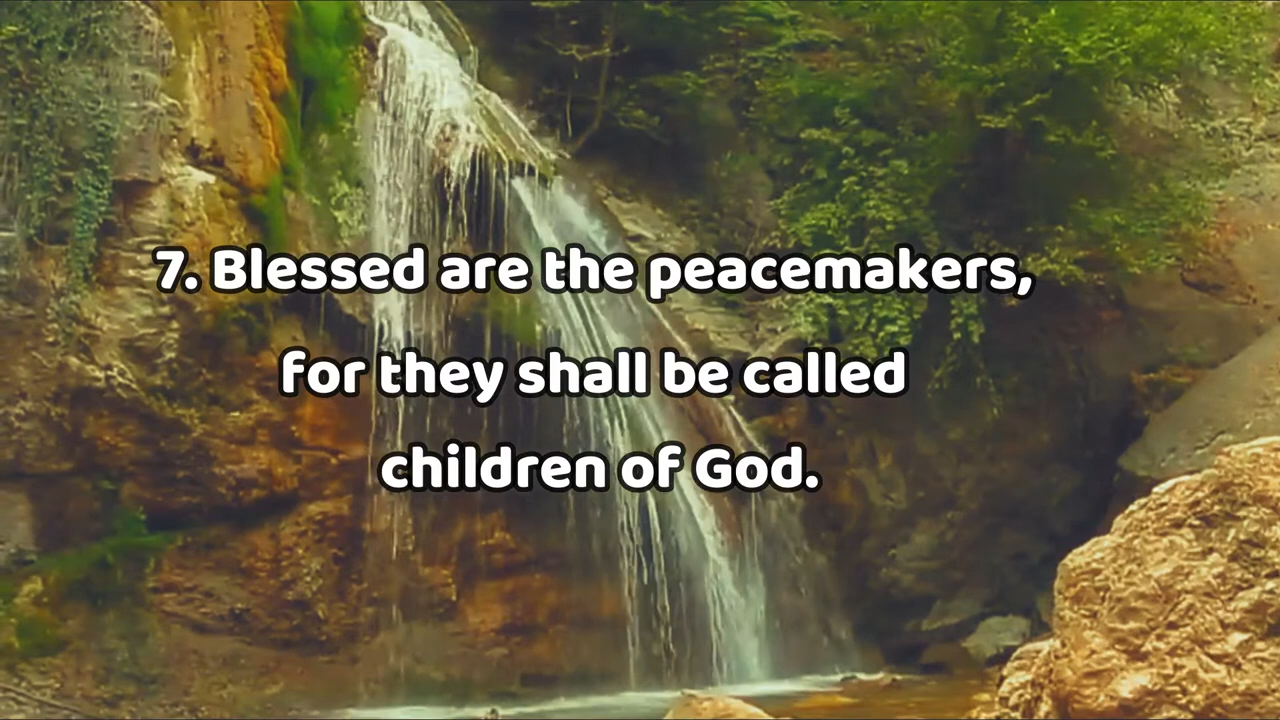 7. Blessed are the peacemakers,
for they shall be called
children of God.